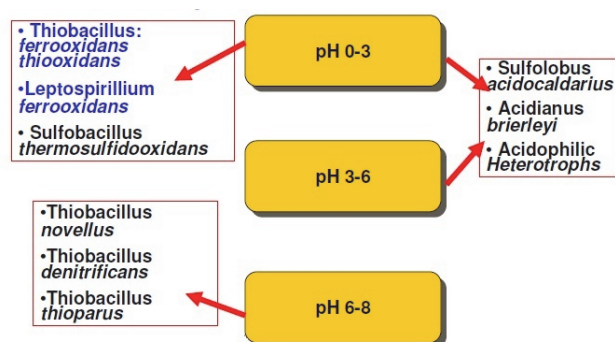 • Thiobacillus:
ferrooxidans
thiooxidans
•Leptospirillium
ferrooxidans
• Sulfobacillus
thermosulfidooxidans
pH 0-3
• Sulfolobus
acidocaldarius
• Acidianus
brierleyi
• Acidophilic
Heterotrophs
pH 3-6
•Thiobacillus
novellus
•Thiobacillus
denitrificans
•Thiobacillus
thioparus
pH 6-8